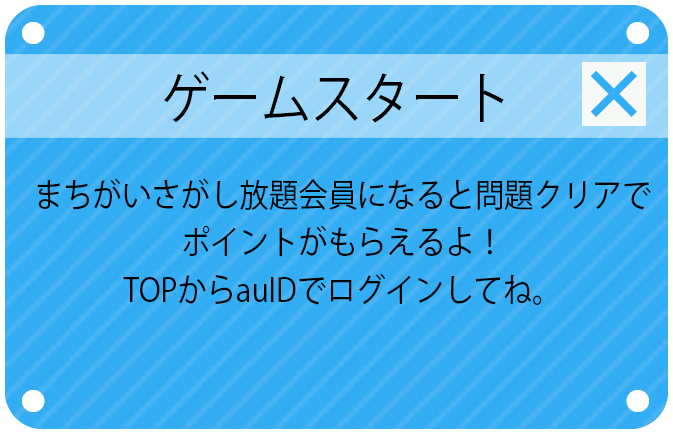 ゲームスタート
まちがいさがし放題会員になると問題クリアで
ポイントがもらえるよ！
TOPからauIDでログインしてね。